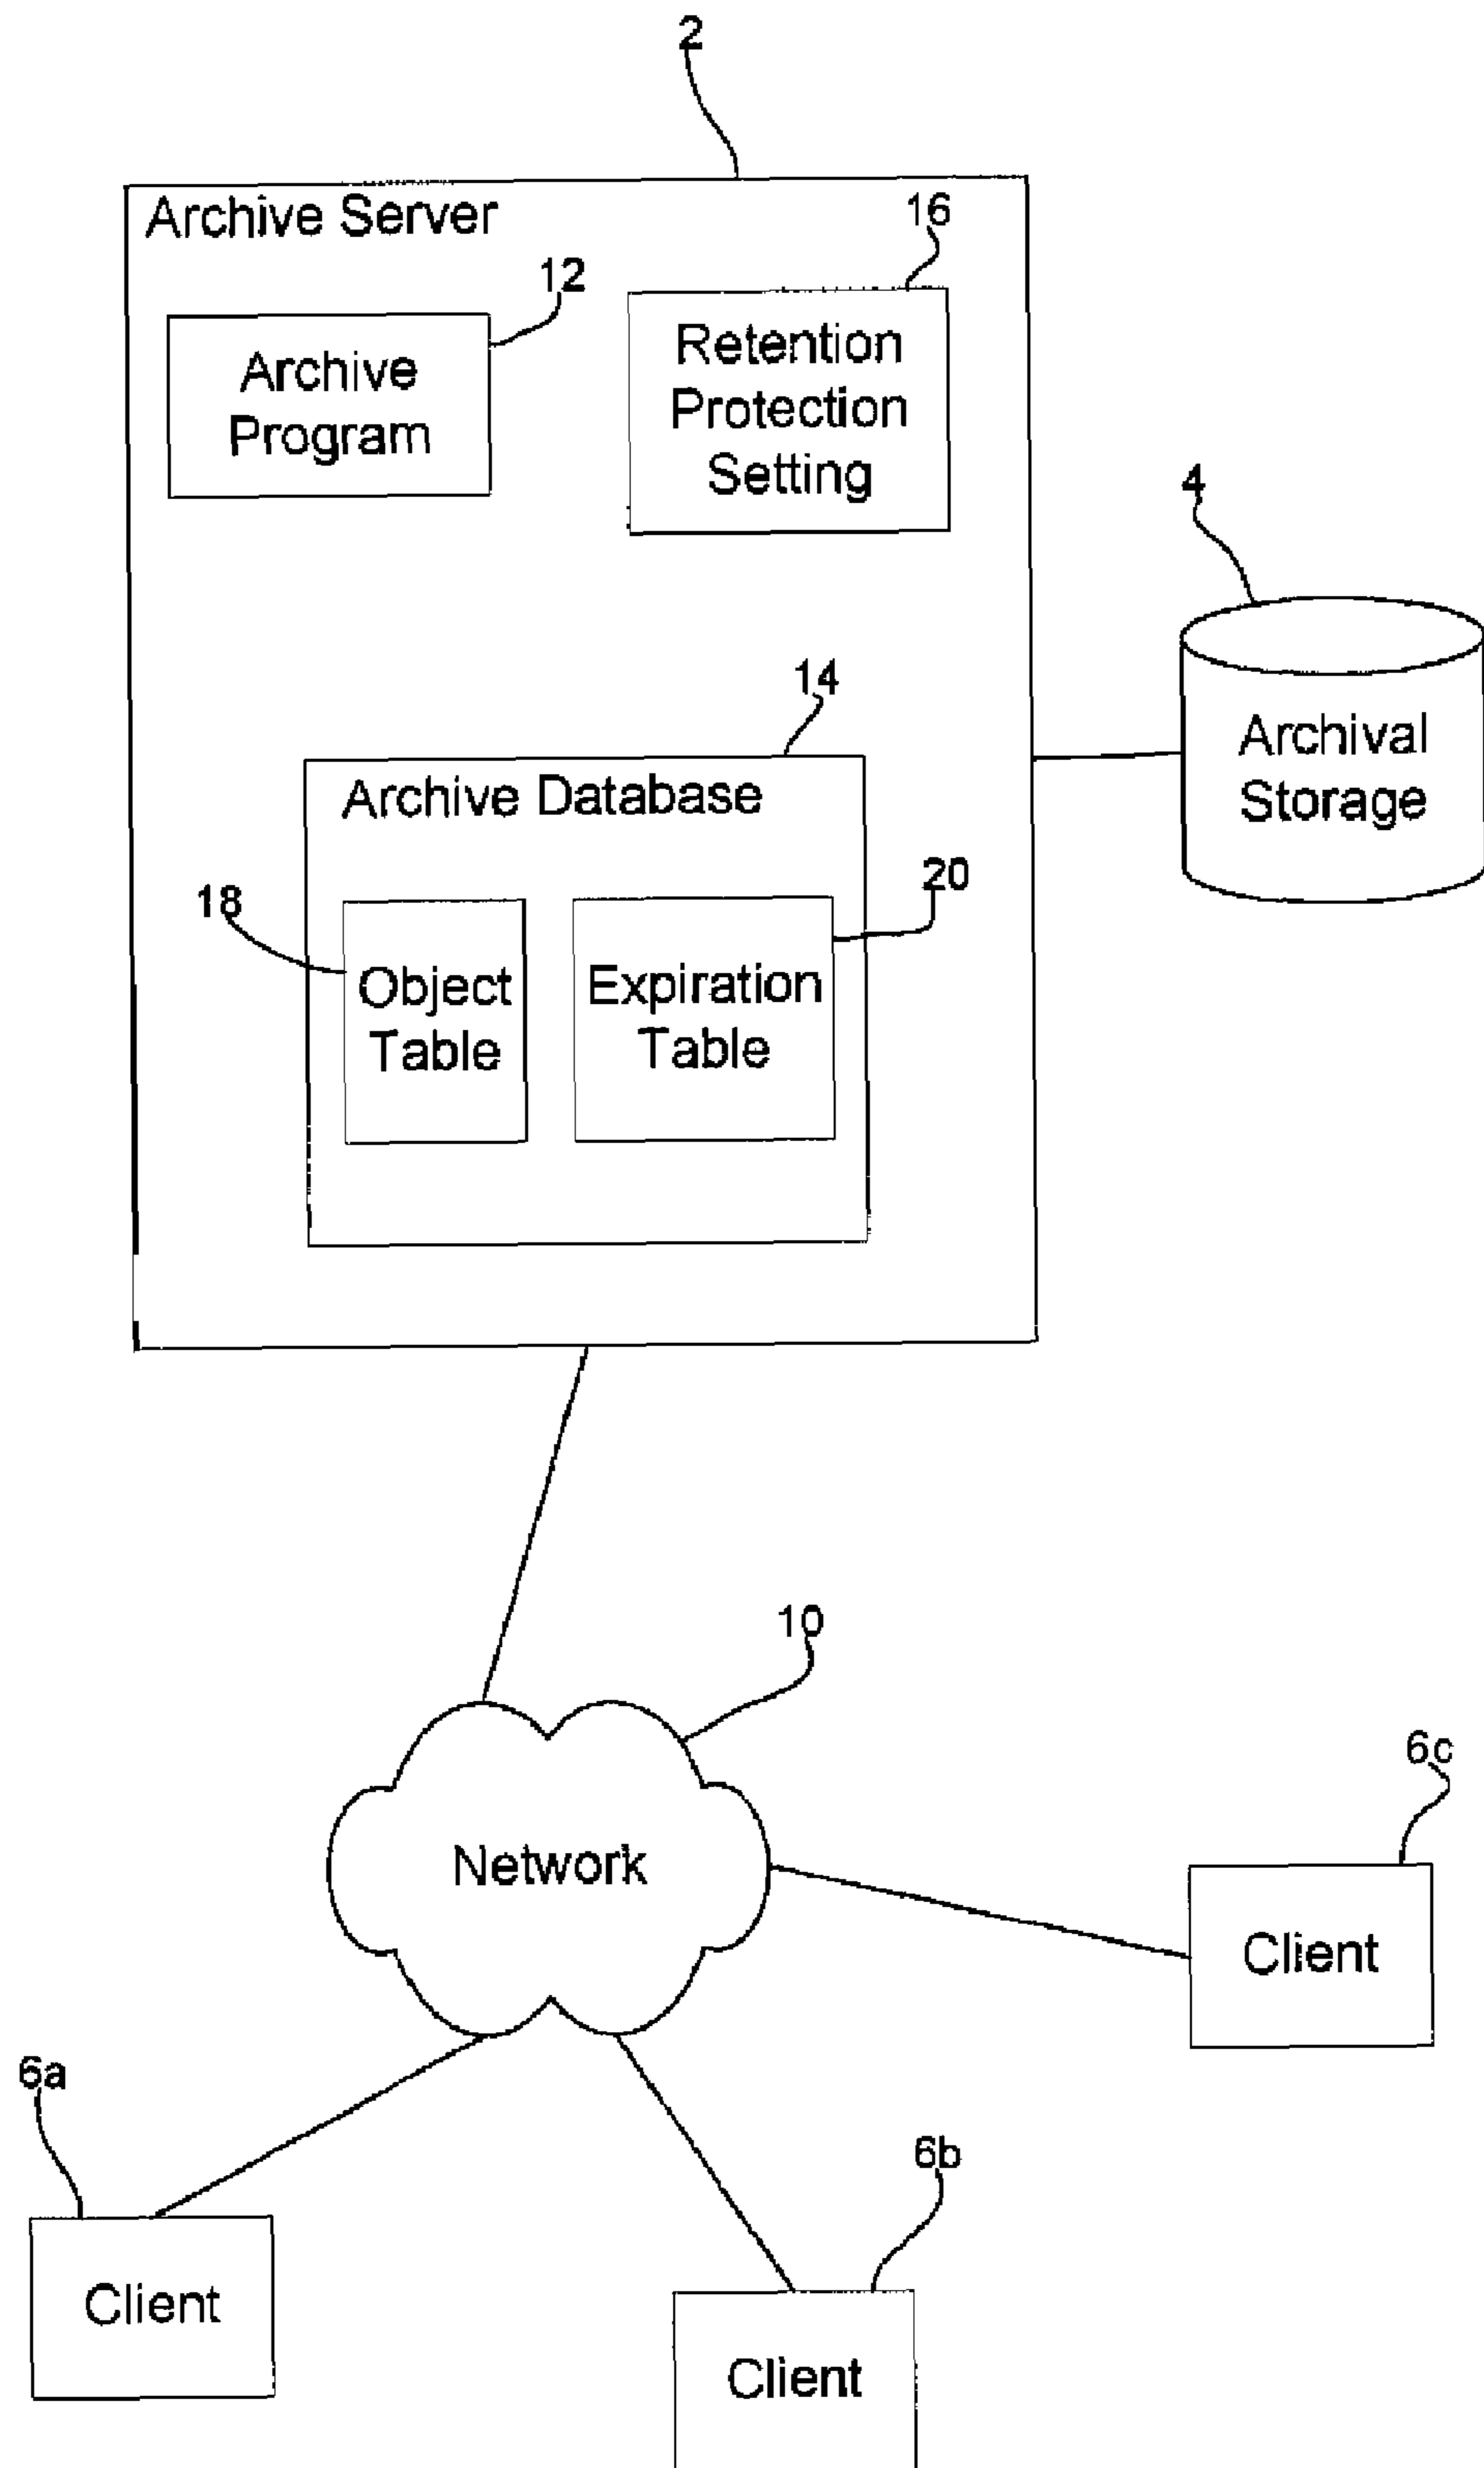 2
Archive Server
16
12
Archive
Program
Retention
Protection
Setting
4
Archival
Storage
14
Archive Database
18
20
Object
Table
Expiration
Table
10
Network
6c
Client
6a
Client
6b
Client